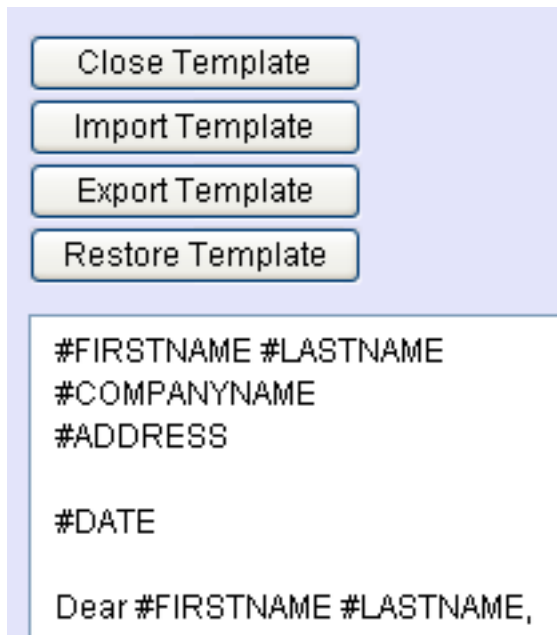 Close Template
Import Template
Export Template
Restore Template
#FIRSTNAME #LASTNAME
#COMPANYNAME
#ADDRESS
#DATE
Dear #FIRSTNAME #LASTNAME,